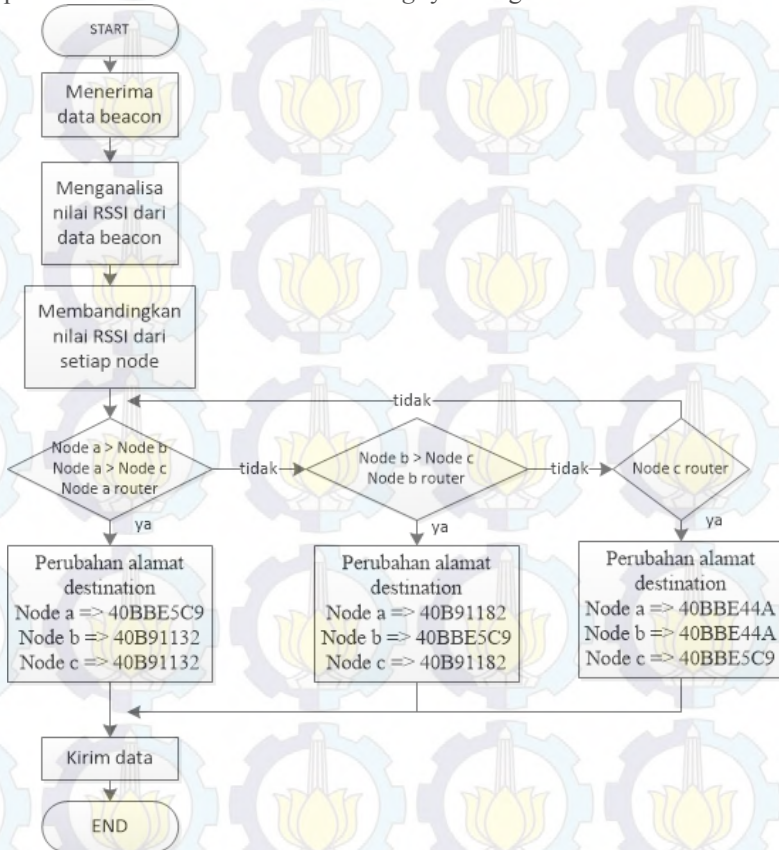 START
Menerima
data beacon
Menganalisa
nilai RSSI dari
data beacon
Membandingkan
nilai RSSI dari
setiap node
tidak
Node a > Node b
Node a > Node c
Node a router
tidak
Node b > Node c
Node b router
tidak
Node c router
ya
ya
ya
Perubahan alamat
destination
Node a => 40BBE5C9
Node b => 40B91132
Node c => 40B91132
Perubahan alamat
destination
Node a => 40B91182
Node b => 40BBE5C9
Node c => 40B91182
Perubahan alamat
destination
Node a => 40BBE44A
Node b => 40BBE44A
Node c => 40BBE5C9
Kirim data
END